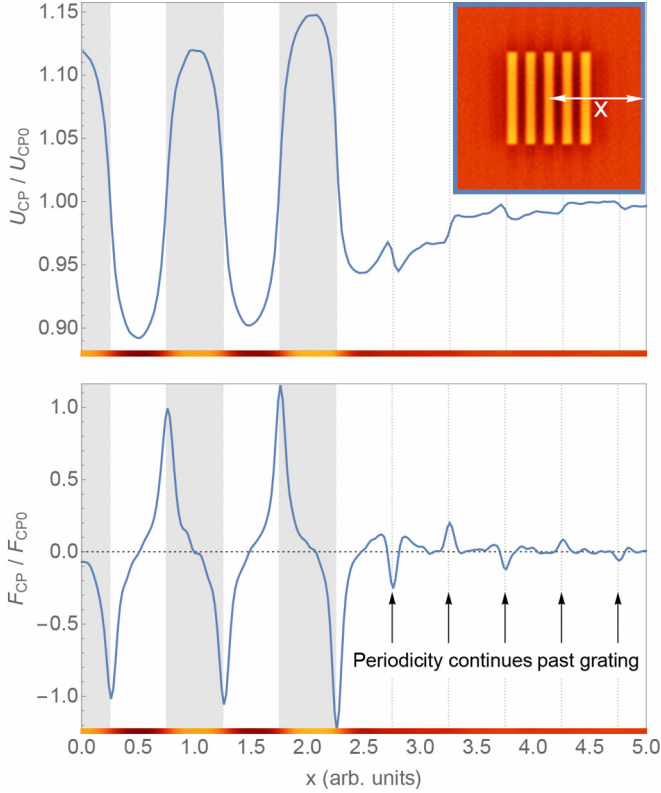 1.15
1.10
1.05
1.00
0.95
0.90
U_CP / U_CP0
X
1.0
0.5
0.0
−0.5
−1.0
F_CP / F_CP0
Periodicity continues past grating
0.0 0.5 1.0 1.5 2.0 2.5 3.0 3.5 4.0 4.5 5.0
x (arb. units)